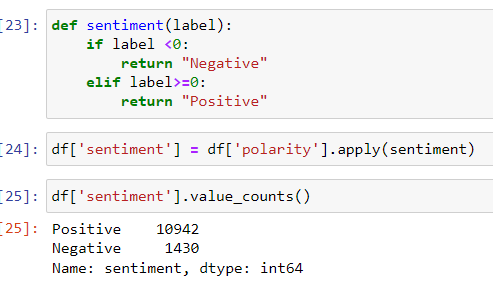 [23]: def sentiment(label):
    if label <0:
        return "Negative"
    elif label>=0:
        return "Positive"
[24]: df['sentiment'] = df['polarity'].apply(sentiment)
[25]: df['sentiment'].value_counts()
[25]: Positive    10942
Negative     1430
Name: sentiment, dtype: int64